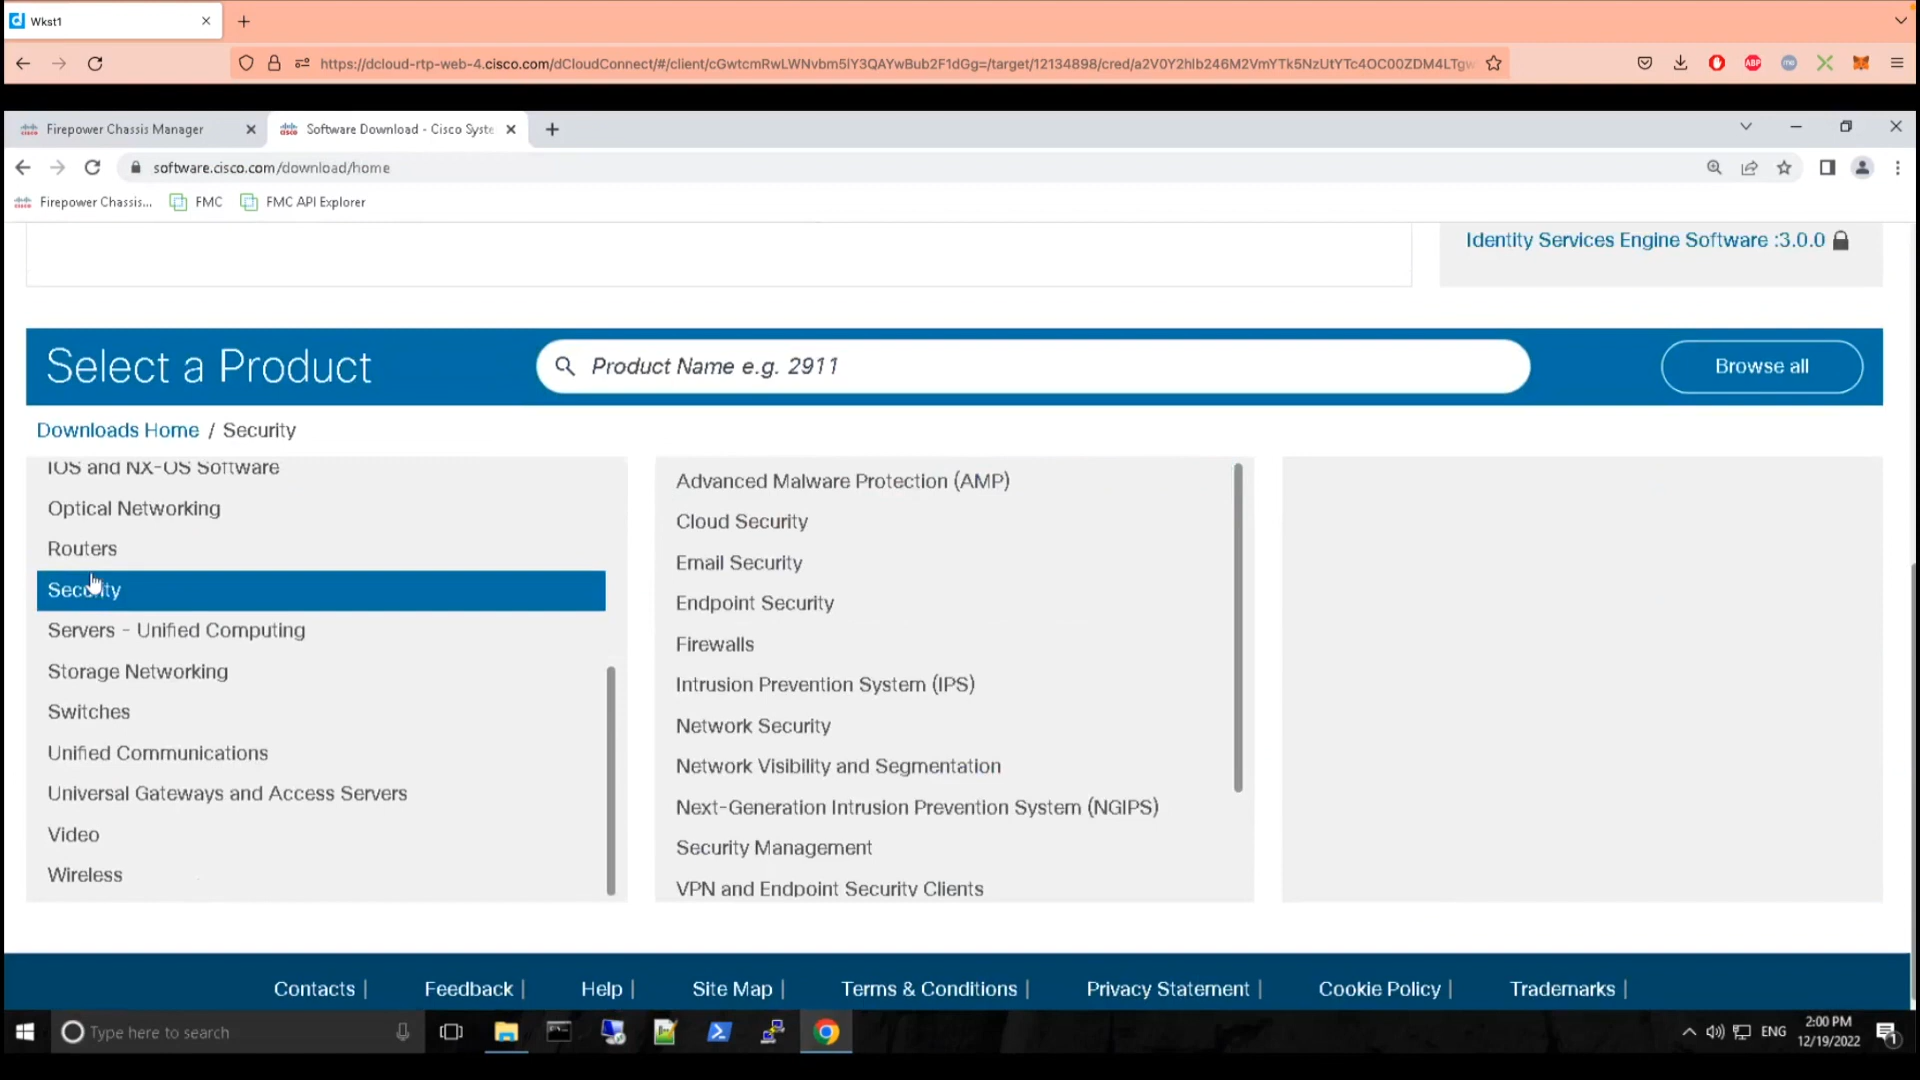 Wkst1
https://dcloud-rtp-web-4.cisco.com/dCloudConnect/#/client/
Firepower Chassis Manager
Software Download - Cisco Syste
software.cisco.com/download/home
Firepower Chassis...
FMC
FMC API Explorer
Identity Services Engine Software :3.0.0
Select a Product
Product Name e.g. 2911
Browse all
Downloads Home / Security
IOS and NX-OS Software
Optical Networking
Routers
Security
Servers - Unified Computing
Storage Networking
Switches
Unified Communications
Universal Gateways and Access Servers
Video
Wireless
Advanced Malware Protection (AMP)
Cloud Security
Email Security
Endpoint Security
Firewalls
Intrusion Prevention System (IPS)
Network Security
Network Visibility and Segmentation
Next-Generation Intrusion Prevention System (NGIPS)
Security Management
VPN and Endpoint Security Clients
Contacts |
Feedback |
Help |
Site Map |
Terms & Conditions |
Privacy Statement |
Cookie Policy |
Trademarks |
Type here to search
ENG
2:00 PM
12/19/2022
1